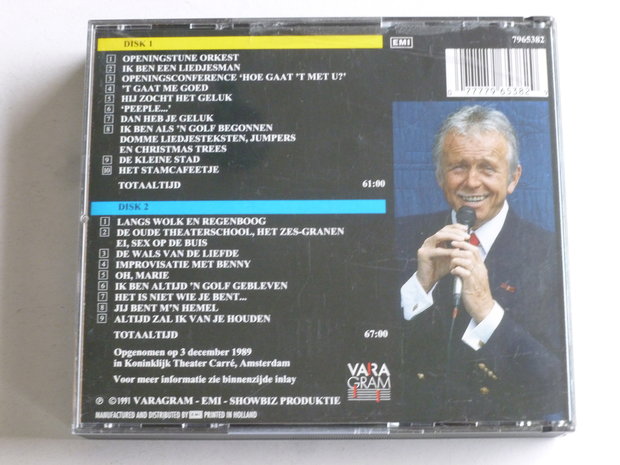 DISK 1
EMI
7965382
1 OPENINGSTUNE ORKEST
2 IK BEN EEN LIEDJESMAN
3 OPENINGSCONFERENCE ‘HOE GAAT ’T MET U?’
4 ’T GAAT ME GOED
5 HIJ ZOCHT HET GELUK
6 ‘PEEPLE...’
7 DAN HEB JE GELUK
8 IK BEN ALS ’N GOLF BEGONNEN
DOMME LIEDJESTEKSTEN, JUMPERS
EN CHRISTMAS TREES
9 DE KLEINE STAD
10 HET STAMCAFEETJE
TOTAALTIJD 61:00
0 77779 65382
DISK 2
1 LANGS WOLK EN REGENBOOG
2 DE OUDE THEATERSCHOOL, HET ZES-GRANEN
EI, SEX OP DE BUIS
3 DE WALS VAN DE LIEFDE
4 IMPROVISATIE MET BENNY
5 OH, MARIE
6 IK BEN ALTIJD ’N GOLF GEBLEVEN
7 HET IS NIET WIE JE BENT...
8 JIJ BENT M’N HEMEL
9 ALTIJD ZAL IK VAN JE HOUDEN
TOTAALTIJD 67:00
Opgenomen op 3 december 1989
in Koninklijk Theater Carré, Amsterdam
Voor meer informatie zie binnenzijde inlay
VARA
GRAM
℗ ©1991 VARAGRAM - EMI - SHOWBIZ PRODUKTIE
MANUFACTURED AND DISTRIBUTED BY EMI PRINTED IN HOLLAND